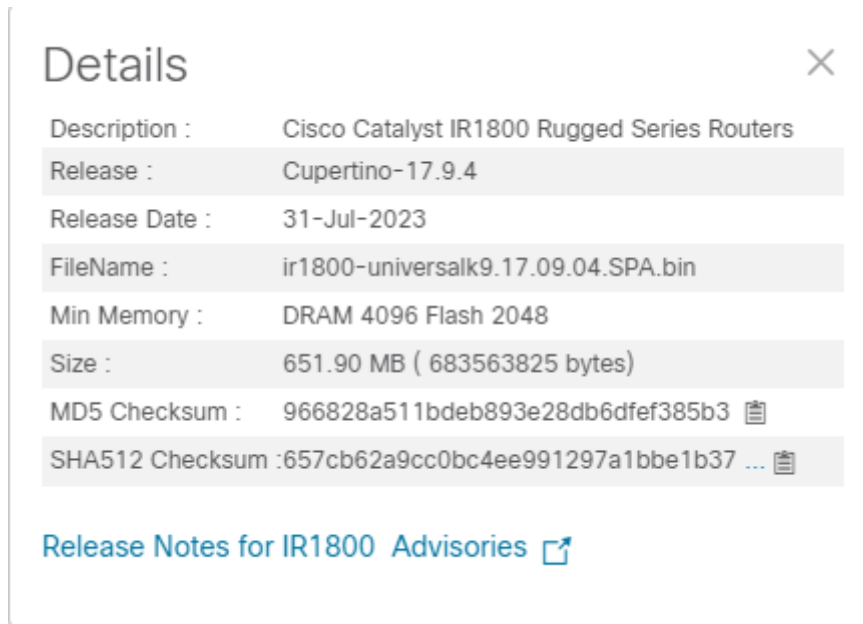 Details
Description : Cisco Catalyst IR1800 Rugged Series Routers
Release : Cupertino-17.9.4
Release Date : 31-Jul-2023
FileName : ir1800-universalk9.17.09.04.SPA.bin
Min Memory : DRAM 4096 Flash 2048
Size : 651.90 MB ( 683563825 bytes)
MD5 Checksum : 966828a511bdeb893e28db6dfef385b3
SHA512 Checksum :657cb62a9cc0bc4ee991297a1bbe1b37 ...
Release Notes for IR1800 Advisories